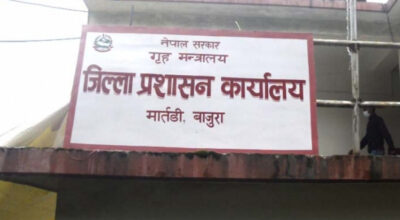 नेपाल सरकार
गृह मन्त्रालय
जिल्ला प्रशासन कार्यालय
मार्तडी, बाजुरा